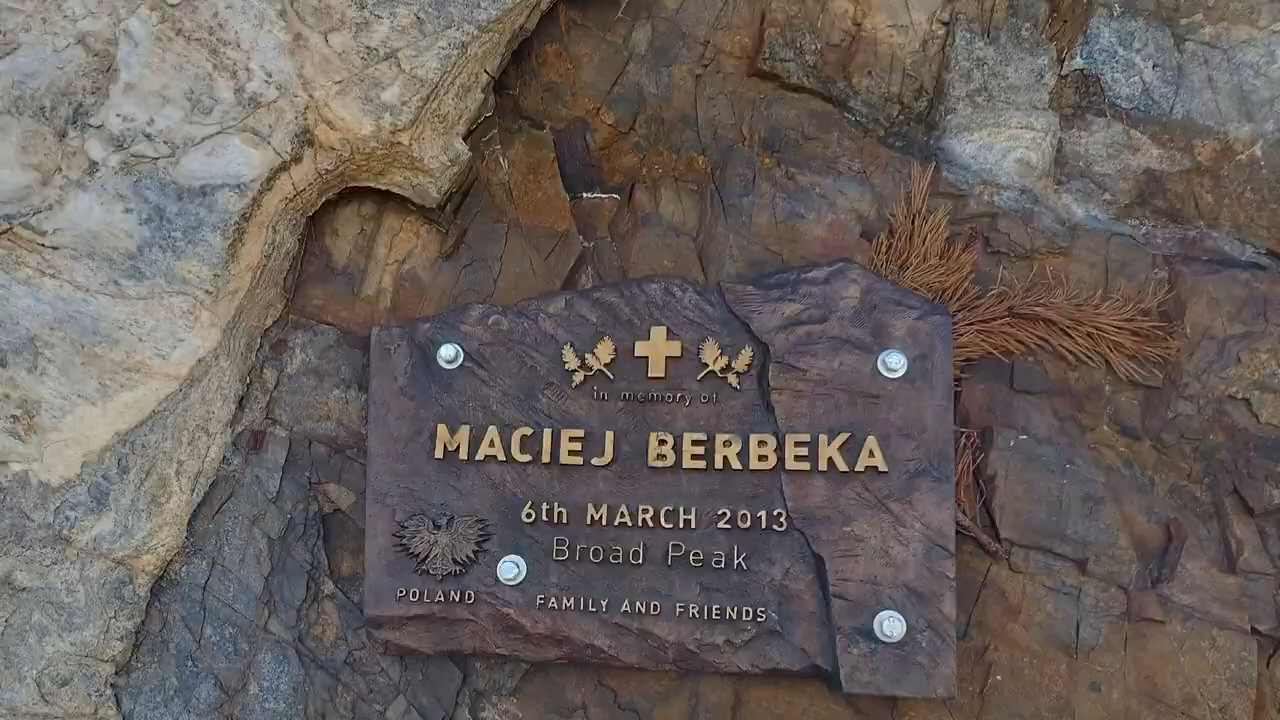 in memory of
MACIEJ BERBEKA
6th MARCH 2013
Broad Peak
POLAND
FAMILY AND FRIENDS